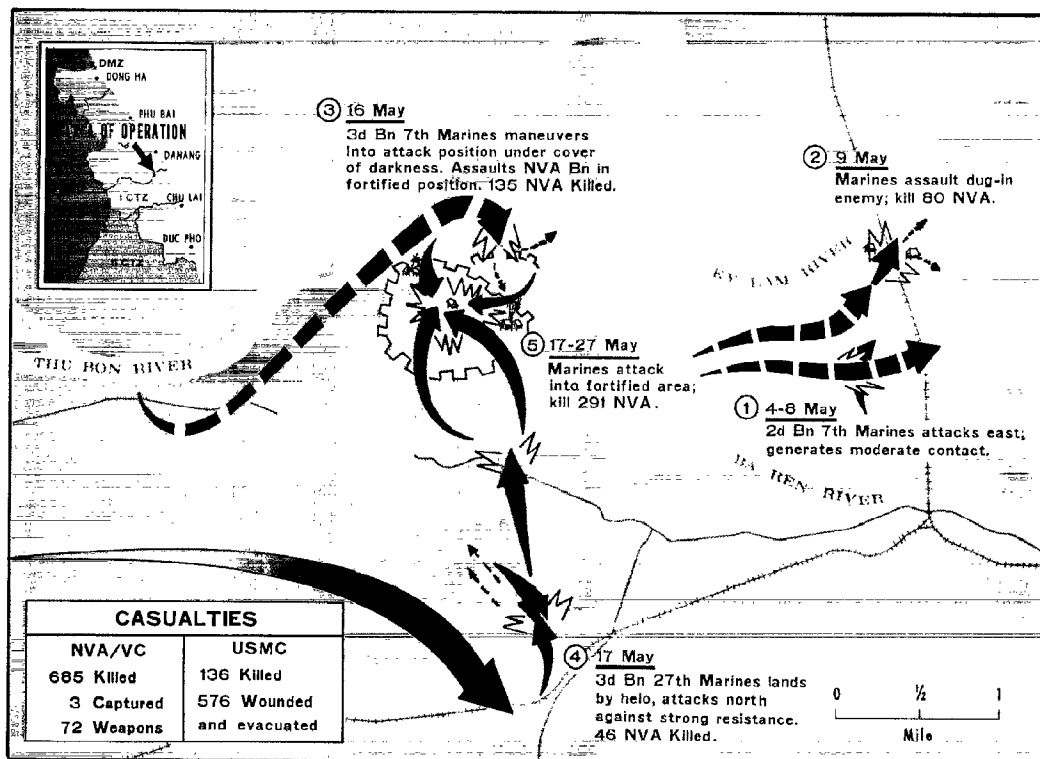 DMZ
DONG HA
PHU BAI
OF OPERATION
DANANG
I CTZ
CHU LAI
DUC PHO
II CTZ
③ 16 May
3d Bn 7th Marines maneuvers
into attack position under cover
of darkness. Assaults NVA Bn in
fortified position. 135 NVA Killed.
② 9 May
Marines assault dug-in
enemy; kill 80 NVA.
KY LAM RIVER
THU BON RIVER
⑤ 17-27 May
Marines attack
into fortified area;
kill 291 NVA.
① 4-8 May
2d Bn 7th Marines attacks east;
generates moderate contact.
BA REN RIVER
CASUALTIES
NVA/VC
685 Killed
3 Captured
72 Weapons
USMC
136 Killed
576 Wounded
and evacuated
④ 17 May
3d Bn 27th Marines lands
by helo, attacks north
against strong resistance.
46 NVA Killed.
0 ½ 1
Mile